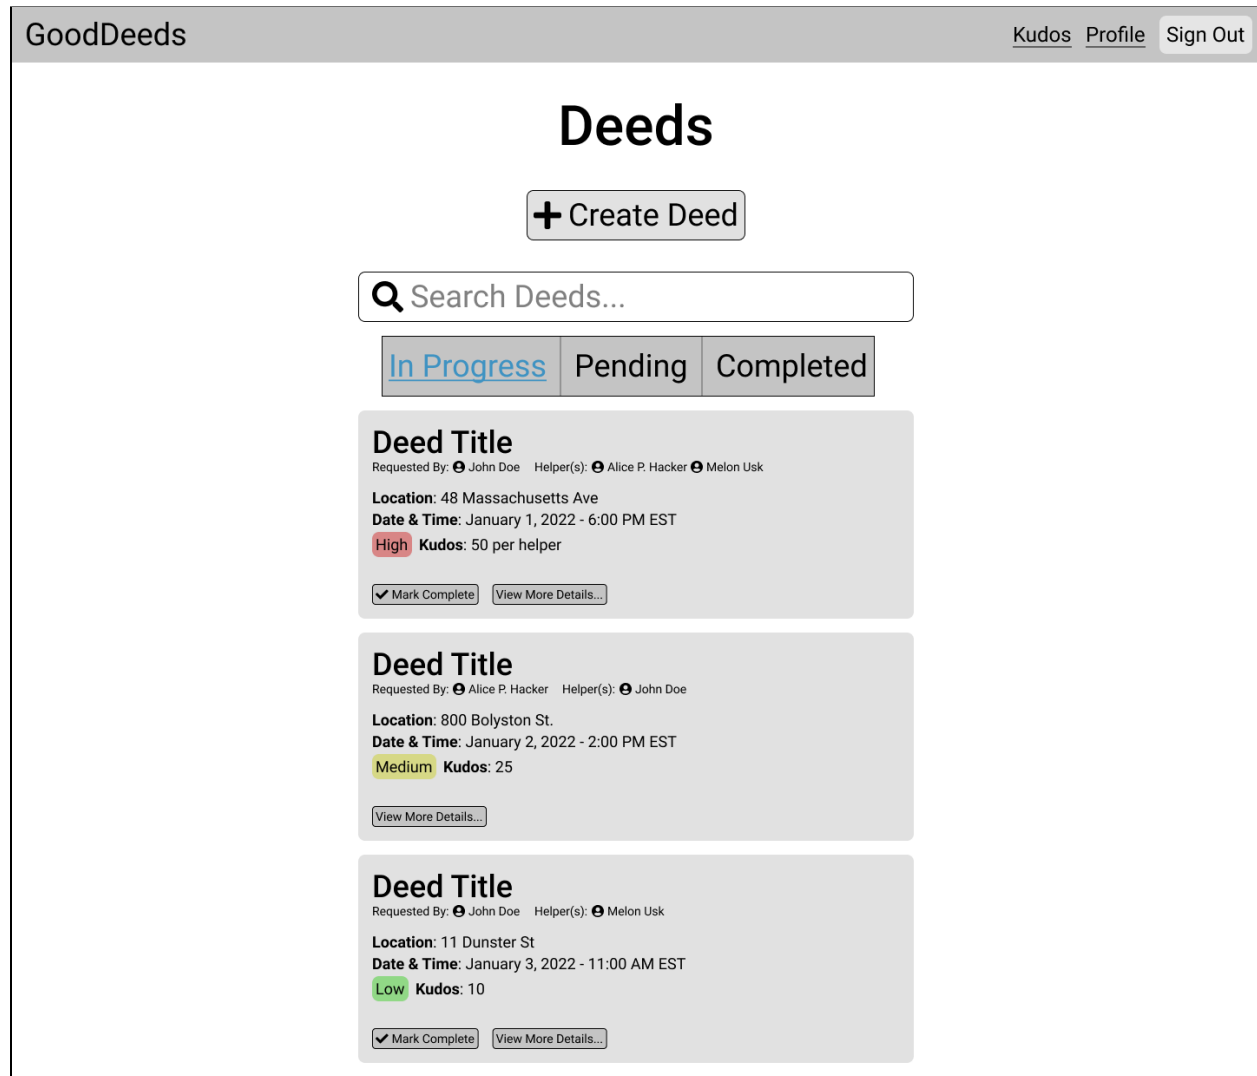 GoodDeeds Kudos Profile Sign Out
Deeds
Create Deed
Search Deeds...
In Progress Pending Completed
Deed Title
Requested By: John Doe Helper(s): Alice P. Hacker Melon Usk
Location: 48 Massachusetts Ave
Date & Time: January 1, 2022 - 6:00 PM EST
High Kudos: 50 per helper
Mark Complete View More Details...
Deed Title
Requested By: Alice P. Hacker Helper(s): John Doe
Location: 800 Bolyston St.
Date & Time: January 2, 2022 - 2:00 PM EST
Medium Kudos: 25
View More Details...
Deed Title
Requested By: John Doe Helper(s): Melon Usk
Location: 11 Dunster St
Date & Time: January 3, 2022 - 11:00 AM EST
Low Kudos: 10
Mark Complete View More Details...